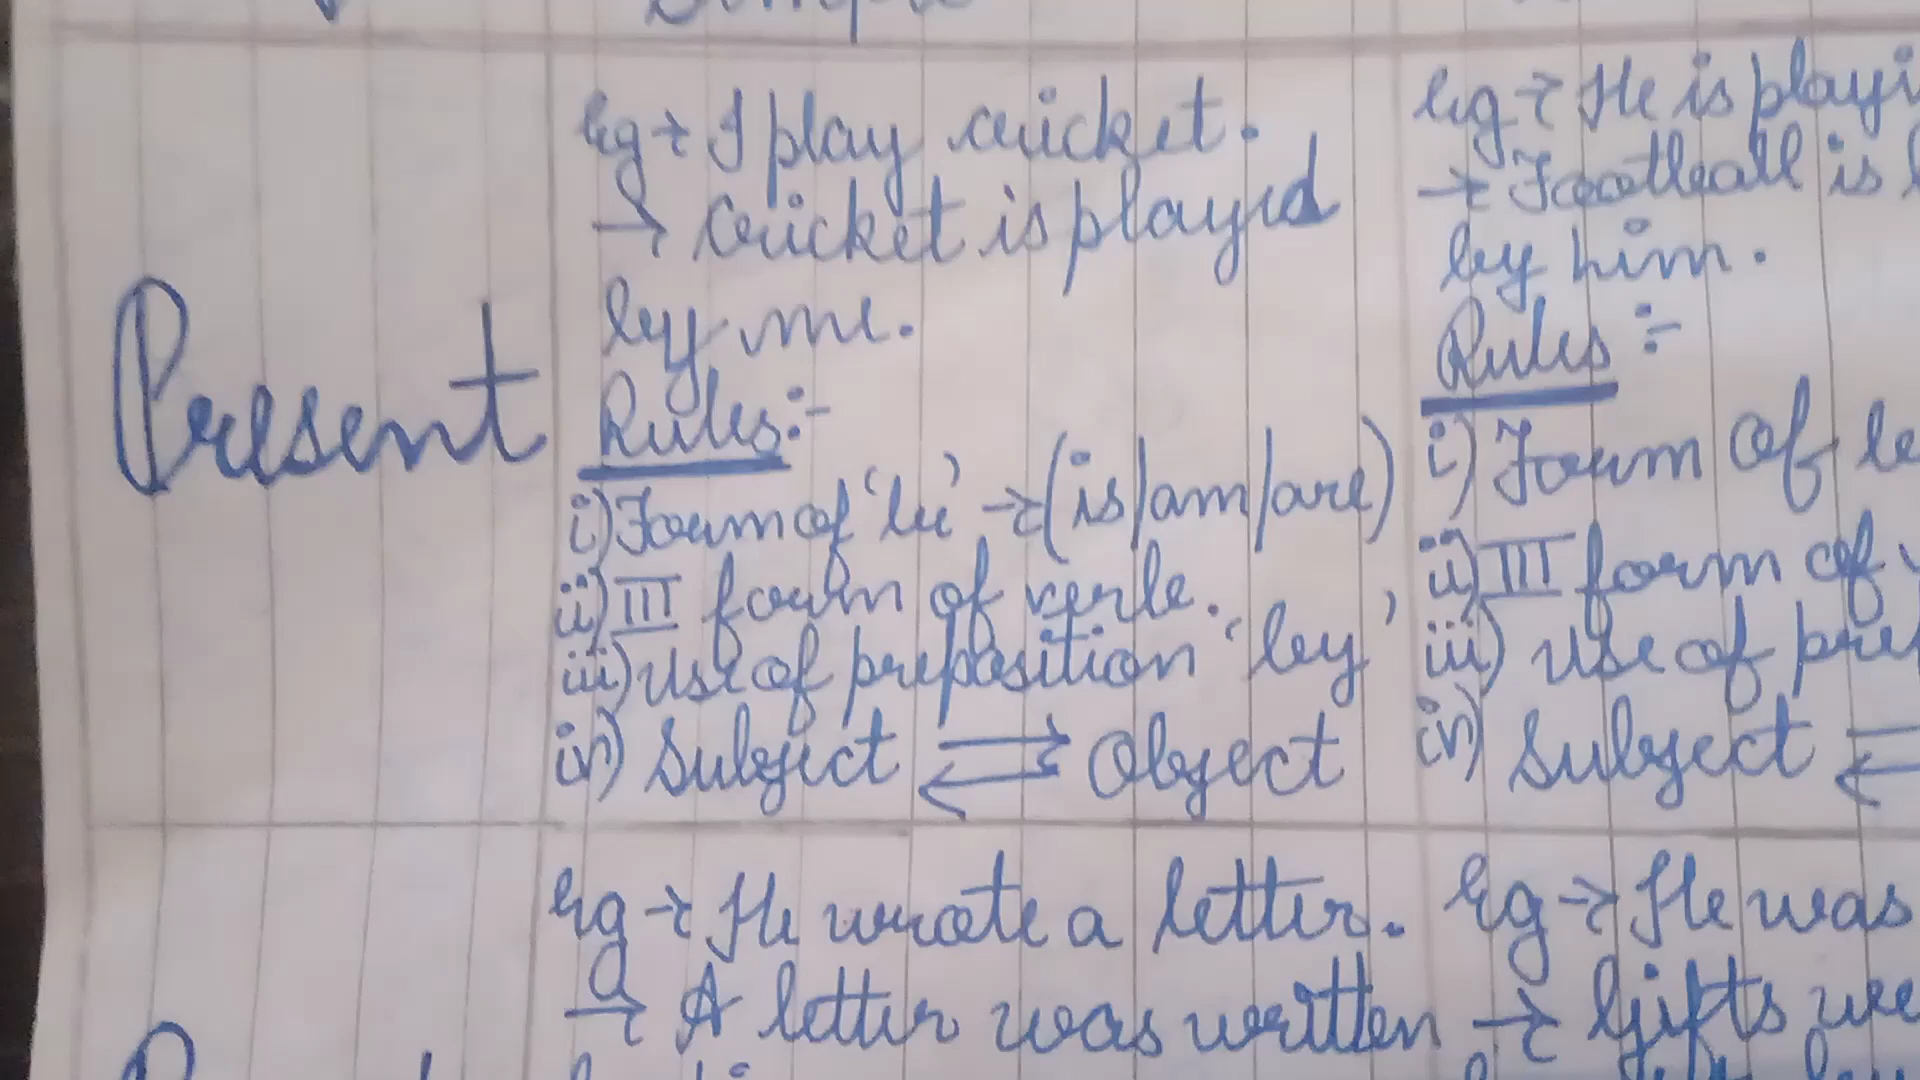 Simple
Present
Eg → I play cricket.
→ Cricket is played
by me.
Rules :-
i) Form of 'be' → (is/am/are)
ii) III form of verb.
iii) Use of preposition 'by'
iv) Subject ⇄ Object
Eg → He is playi
→ Football is b
by him.
Rules :-
i) Form of be
ii) III form of v
iii) Use of pre
iv) Subject
Eg → He wrote a letter.
→ A letter was written
Eg → He was
→ Gifts we